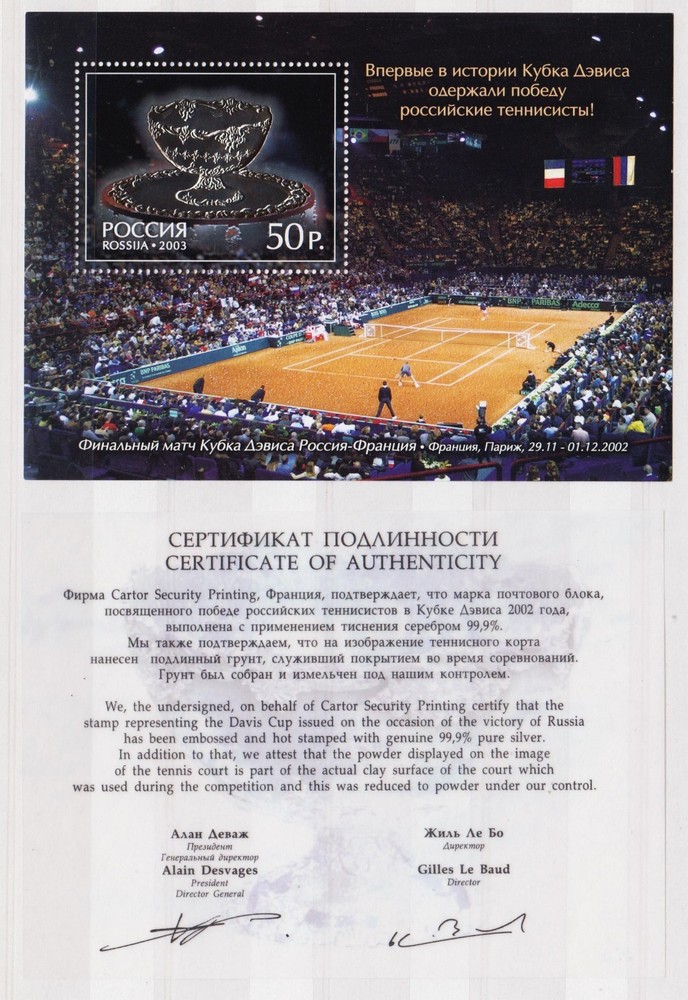 Впервые в истории Кубка Дэвиса
одержали победу
российские теннисисты!
РОССИЯ
ROSSIJA • 2003
50 Р.
BNP PARIBAS
Adecco
BNP PARIBAS
Финальный матч Кубка Дэвиса Россия-Франция • Франция, Париж, 29.11 - 01.12.2002
СЕРТИФИКАТ ПОДЛИННОСТИ
CERTIFICATE OF AUTHENTICITY
Фирма Cartor Security Printing, Франция, подтверждает, что марка почтового блока,
посвященного победе российских теннисистов в Кубке Дэвиса 2002 года,
выполнена с применением тиснения серебром 99,9%.
Мы также подтверждаем, что на изображение теннисного корта
нанесен подлинный грунт, служивший покрытием во время соревнований.
Грунт был собран и измельчен под нашим контролем.
We, the undersigned, on behalf of Cartor Security Printing certify that the
stamp representing the Davis Cup issued on the occasion of the victory of Russia
has been embossed and hot stamped with genuine 99,9% pure silver.
In addition to that, we attest that the powder displayed on the image
of the tennis court is part of the actual clay surface of the court which
was used during the competition and this was reduced to powder under our control.
Алан Деваж
Президент
Генеральный директор
Alain Desvages
President
Director General
Жиль Ле Бо
Директор
Gilles Le Baud
Director